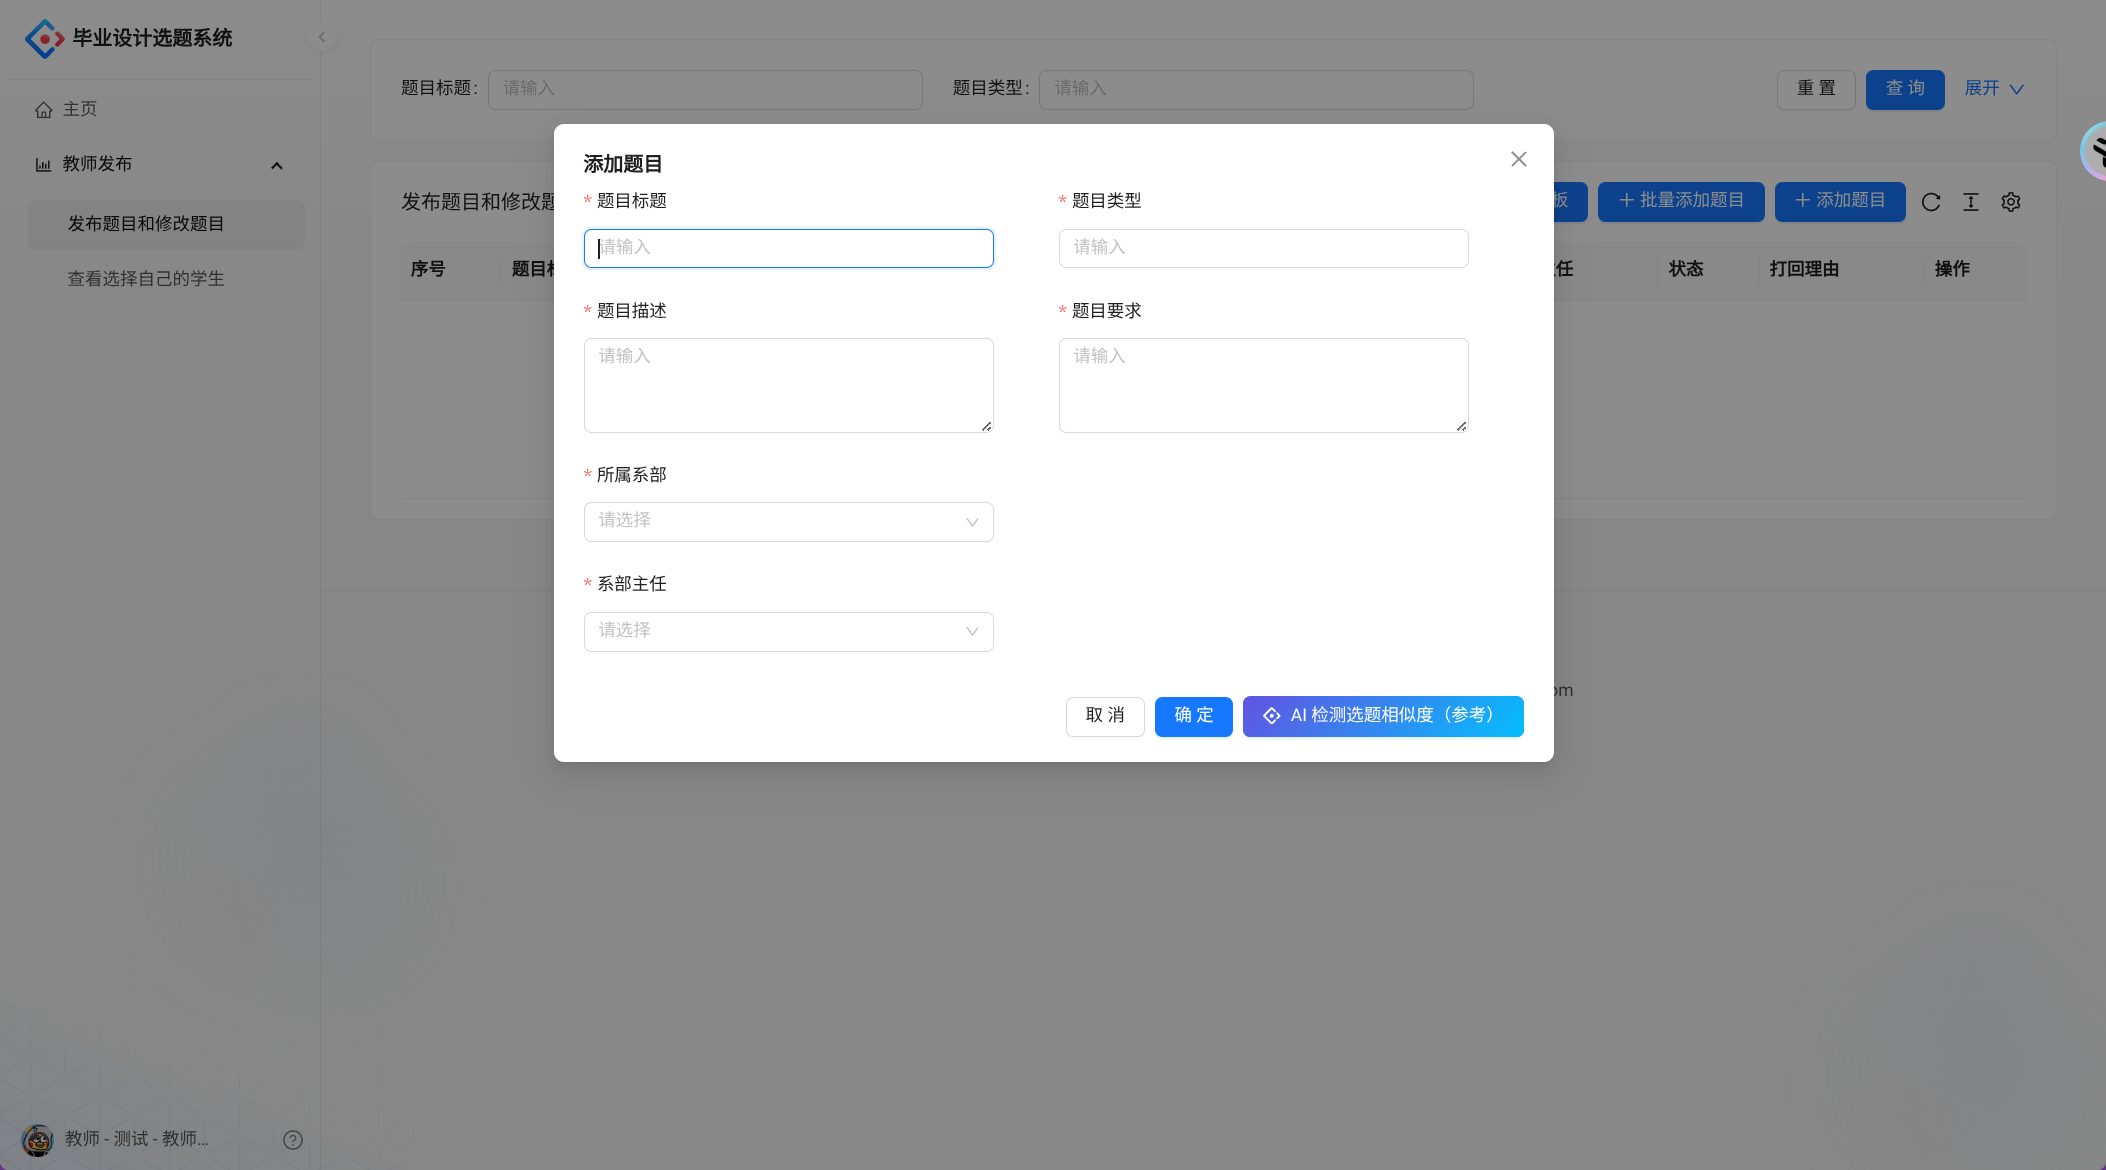 毕业设计选题系统
主页
教师发布
发布题目和修改题目
查看选择自己的学生
题目标题:
请输入
题目类型:
请输入
重 置
查 询
展开
发布题目和修改题
板
批量添加题目
添加题目
序号
题目标
任
状态
打回理由
操作
添加题目
* 题目标题
请输入
* 题目类型
请输入
* 题目描述
请输入
* 题目要求
请输入
* 所属系部
请选择
* 系部主任
请选择
取 消
确 定
AI 检测选题相似度（参考）
om
教师 - 测试 - 教师...